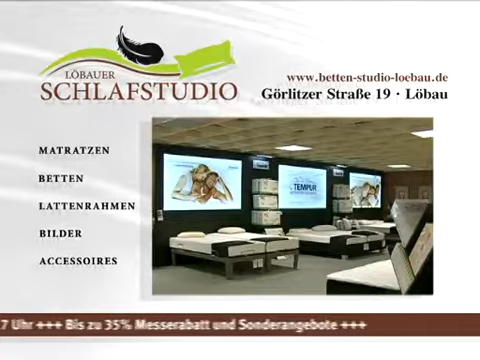 LÖBAUER
SCHLAFSTUDIO
www.betten-studio-loebau.de
Görlitzer Straße 19 · Löbau
MATRATZEN
BETTEN
LATTENRAHMEN
BILDER
ACCESSOIRES
TEMPUR
7 Uhr +++ Bis zu 35% Messerabatt und Sonderangebote +++